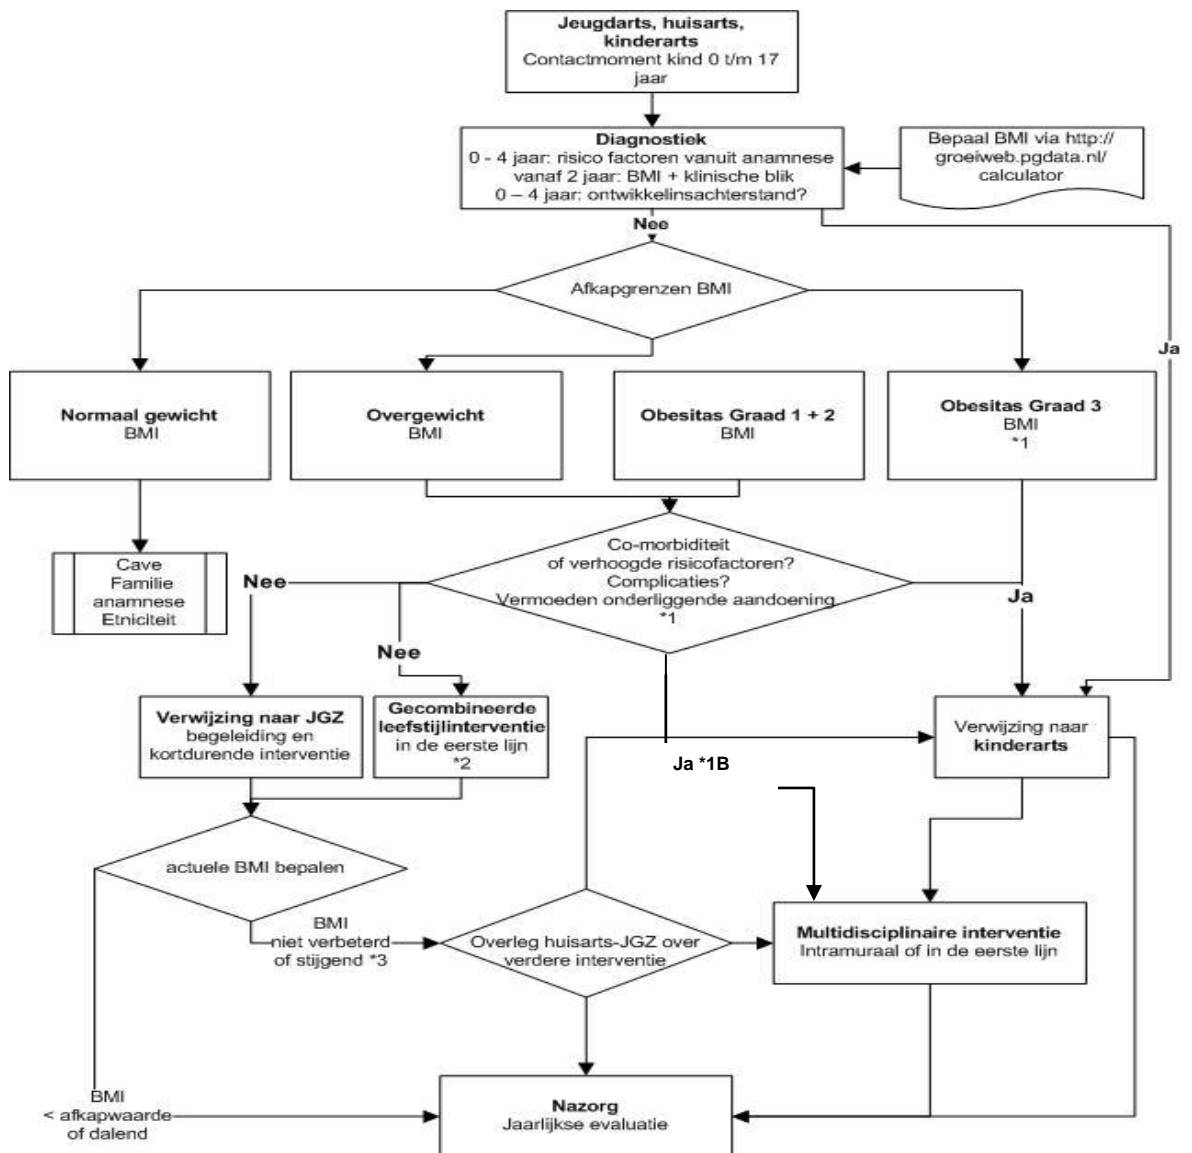 Jeugdarts, huisarts,
kinderarts
Contactmoment kind 0 t/m 17
jaar
Diagnostiek
0 - 4 jaar: risico factoren vanuit anamnese
vanaf 2 jaar: BMI + klinische blik
0 – 4 jaar: ontwikkelinsachterstand?
Bepaal BMI via http://
groeiweb.pgdata.nl/
calculator
Nee
Afkapgrenzen BMI
Ja
Normaal gewicht
BMI
Overgewicht
BMI
Obesitas Graad 1 + 2
BMI
Obesitas Graad 3
BMI
*1
Cave
Familie
anamnese
Etniciteit
Co-morbiditeit
of verhoogde risicofactoren?
Complicaties?
Vermoeden onderliggende aandoening
*1
Nee
Nee
Ja
Verwijzing naar JGZ
begeleiding en
kortdurende interventie
Gecombineerde
leefstijlinterventie
in de eerste lijn
*2
Ja *1B
Verwijzing naar
kinderarts
actuele BMI bepalen
BMI
niet verbeterd
of stijgend *3
Overleg huisarts-JGZ over
verdere interventie
Multidisciplinaire interventie
Intramuraal of in de eerste lijn
BMI
< afkapwaarde
of dalend
Nazorg
Jaarlijkse evaluatie